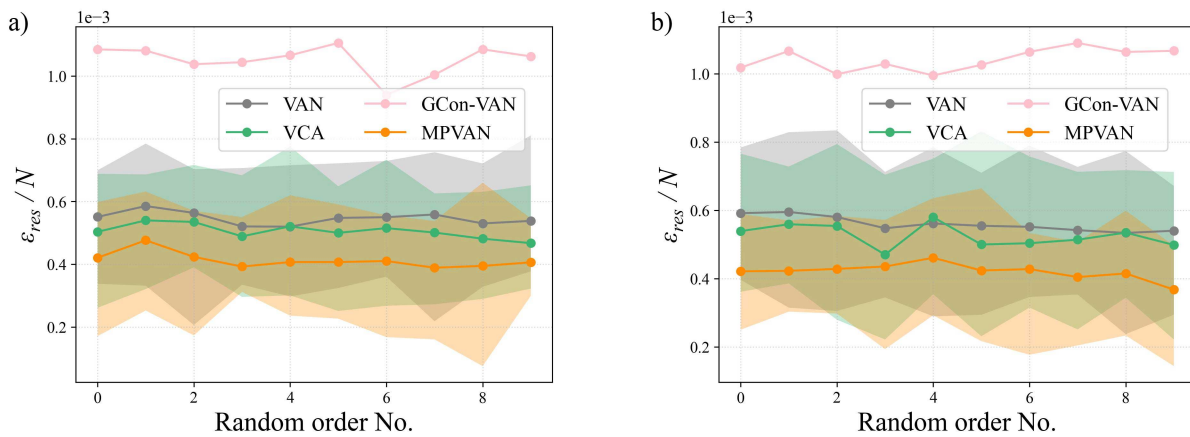 a)
1e−3
1.0
0.8
0.6
0.4
0.2
ε_res / N
VAN
VCA
GCon-VAN
MPVAN
0 2 4 6 8
Random order No.
b)
1e−3
1.0
0.8
0.6
0.4
0.2
ε_res / N
VAN
VCA
GCon-VAN
MPVAN
0 2 4 6 8
Random order No.